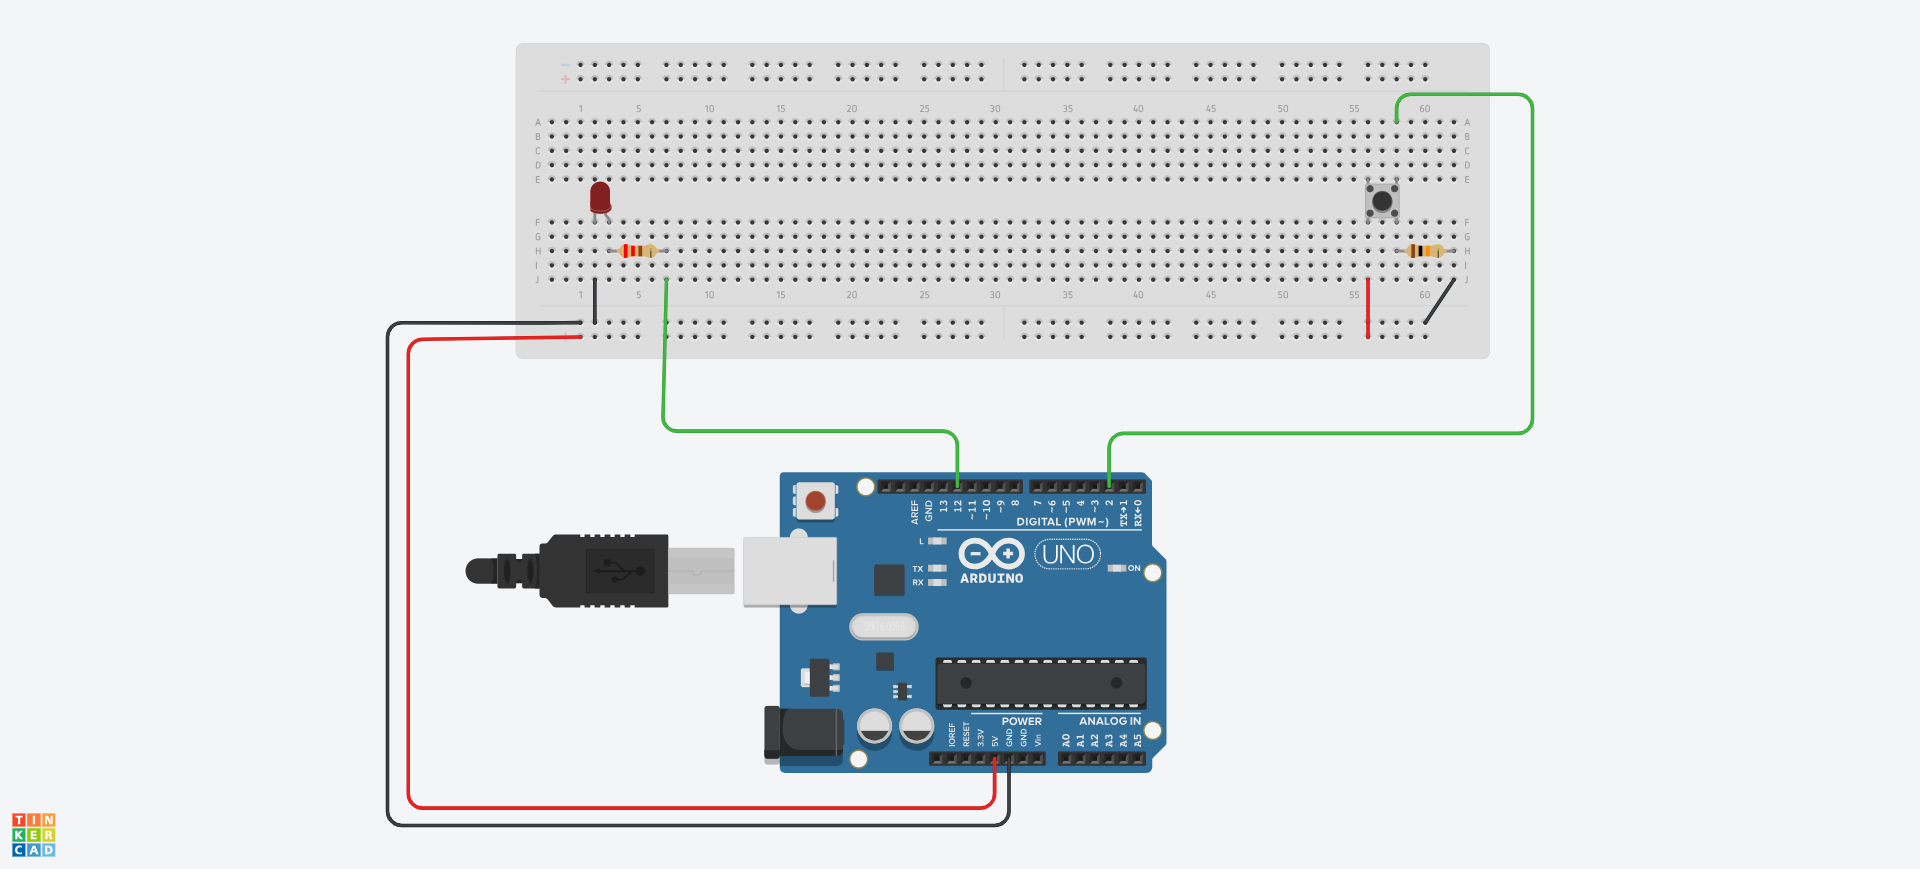 − 
+
1 5 10 15 20 25 30 35 40 45 50 55 60
A A
B B
C C
D D
E E
F F
G G
H H
I I
J J
1 5 10 15 20 25 30 35 40 45 50 55 60
AREF GND 13 12 ~11 ~10 ~9 8 7 ~6 ~5 4 ~3 2 TX→1 RX←0
DIGITAL (PWM~)
L
TX
RX
ARDUINO
UNO
ON
POWER
ANALOG IN
IOREF RESET 3.3V 5V GND GND Vin A0 A1 A2 A3 A4 A5
TIN
KER
CAD